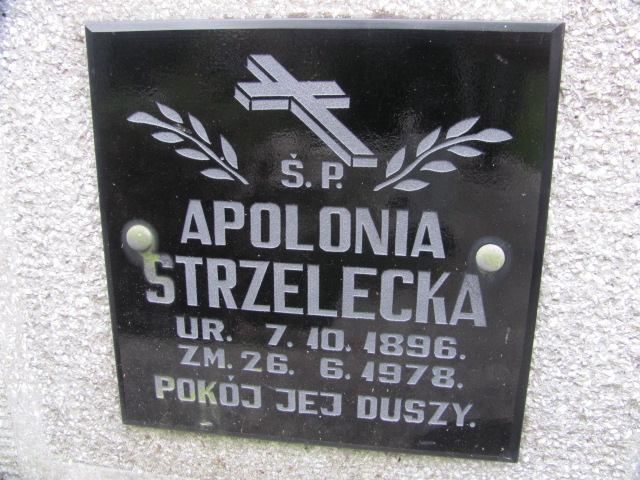 Š. P.
APOLONIA
STRZELECKA
UR. 7. 10. 1896.
ZM. 26. 6. 1978.
POKÓJ JEJ DUSZY.